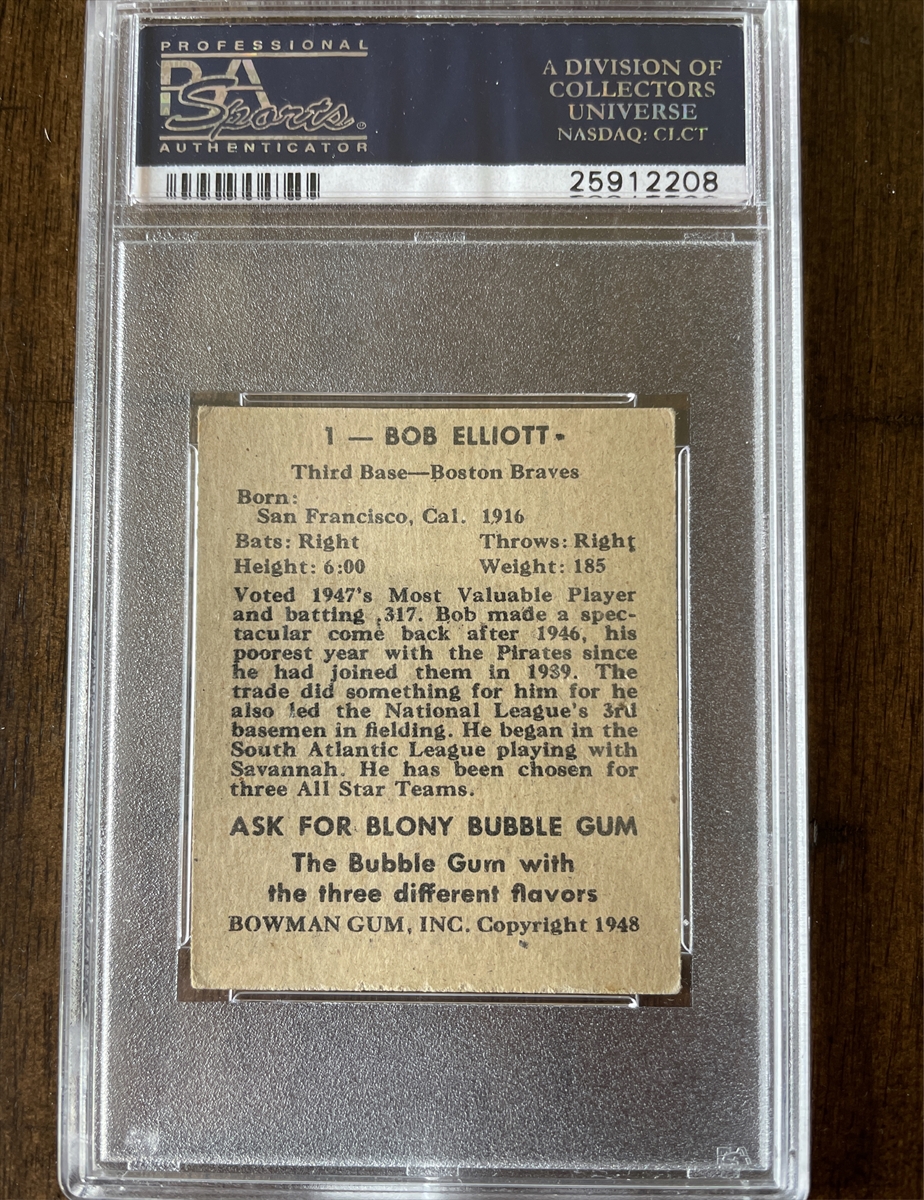 PROFESSIONAL
PSA
Sports
AUTHENTICATOR
A DIVISION OF
COLLECTORS
UNIVERSE
NASDAQ: CLCT
25912208
1 — BOB ELLIOTT
Third Base—Boston Braves
Born:
San Francisco, Cal. 1916
Bats: Right Throws: Right
Height: 6:00 Weight: 185
Voted 1947's Most Valuable Player
and batting .317. Bob made a spec-
tacular come back after 1946, his
poorest year with the Pirates since
he had joined them in 1939. The
trade did something for him for he
also led the National League's 3rd
basemen in fielding. He began in the
South Atlantic League playing with
Savannah. He has been chosen for
three All Star Teams.
ASK FOR BLONY BUBBLE GUM
The Bubble Gum with
the three different flavors
BOWMAN GUM, INC. Copyright 1948
PSA